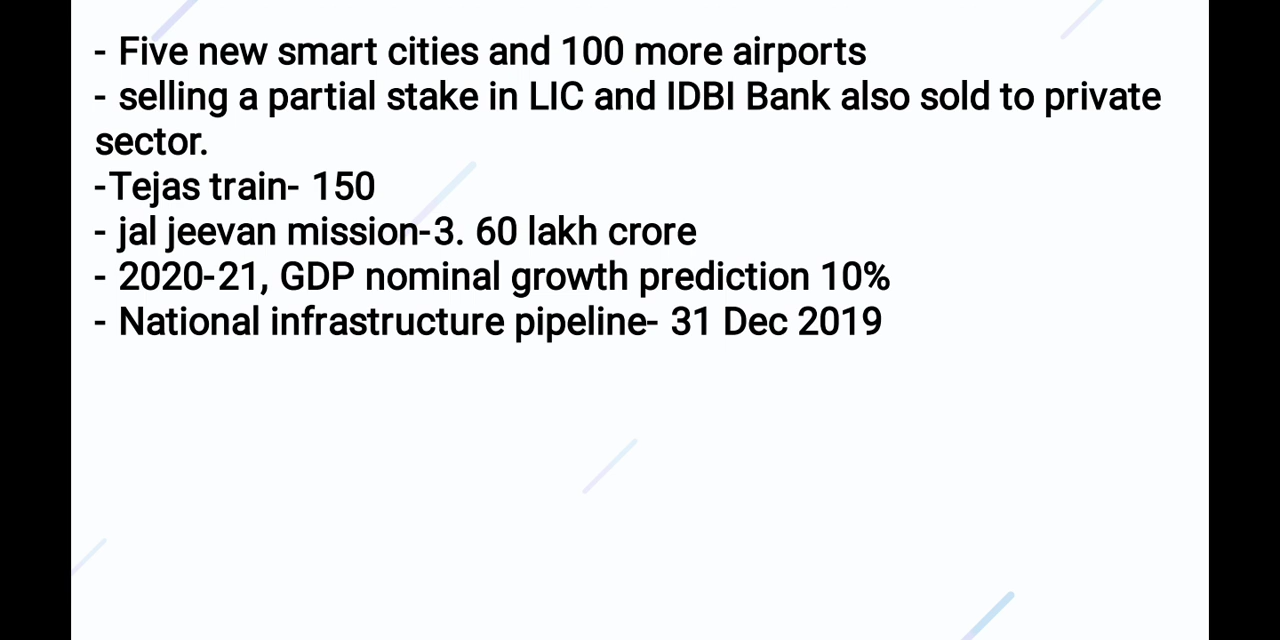 - Five new smart cities and 100 more airports
- selling a partial stake in LIC and IDBI Bank also sold to private
sector.
-Tejas train- 150
- jal jeevan mission-3. 60 lakh crore
- 2020-21, GDP nominal growth prediction 10%
- National infrastructure pipeline- 31 Dec 2019